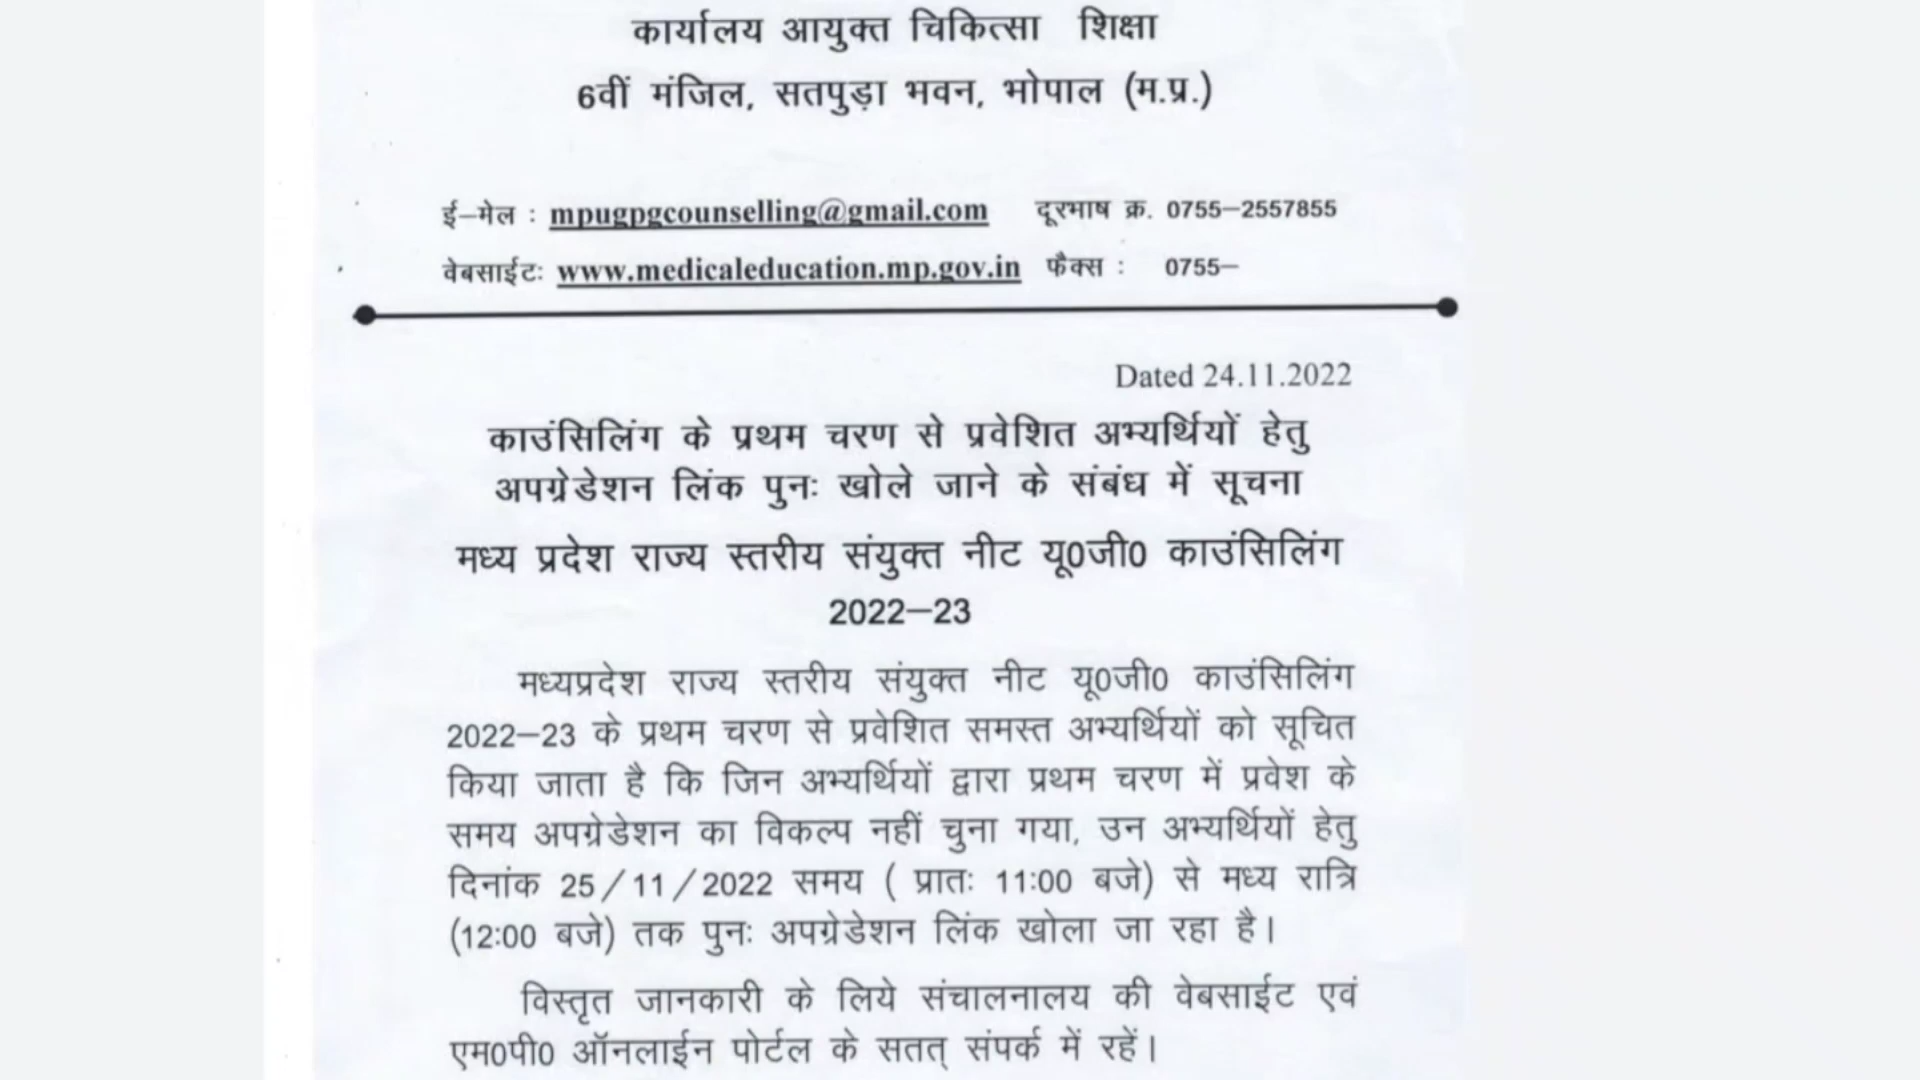 कार्यालय आयुक्त चिकित्सा शिक्षा
6वीं मंजिल, सतपुड़ा भवन, भोपाल (म.प्र.)
ई–मेल : mpugpgcounselling@gmail.com दूरभाष क्र. 0755–2557855
वेबसाईटः www.medicaleducation.mp.gov.in फैक्स : 0755–
Dated 24.11.2022
काउंसिलिंग के प्रथम चरण से प्रवेशित अभ्यर्थियों हेतु
अपग्रेडेशन लिंक पुनः खोले जाने के संबंध में सूचना
मध्य प्रदेश राज्य स्तरीय संयुक्त नीट यू0जी0 काउंसिलिंग
2022–23
मध्यप्रदेश राज्य स्तरीय संयुक्त नीट यू0जी0 काउंसिलिंग
2022–23 के प्रथम चरण से प्रवेशित समस्त अभ्यर्थियों को सूचित
किया जाता है कि जिन अभ्यर्थियों द्वारा प्रथम चरण में प्रवेश के
समय अपग्रेडेशन का विकल्प नहीं चुना गया, उन अभ्यर्थियों हेतु
दिनांक 25/11/2022 समय ( प्रातः 11:00 बजे) से मध्य रात्रि
(12:00 बजे) तक पुनः अपग्रेडेशन लिंक खोला जा रहा है।
विस्तृत जानकारी के लिये संचालनालय की वेबसाईट एवं
एम0पी0 ऑनलाईन पोर्टल के सतत् संपर्क में रहें।